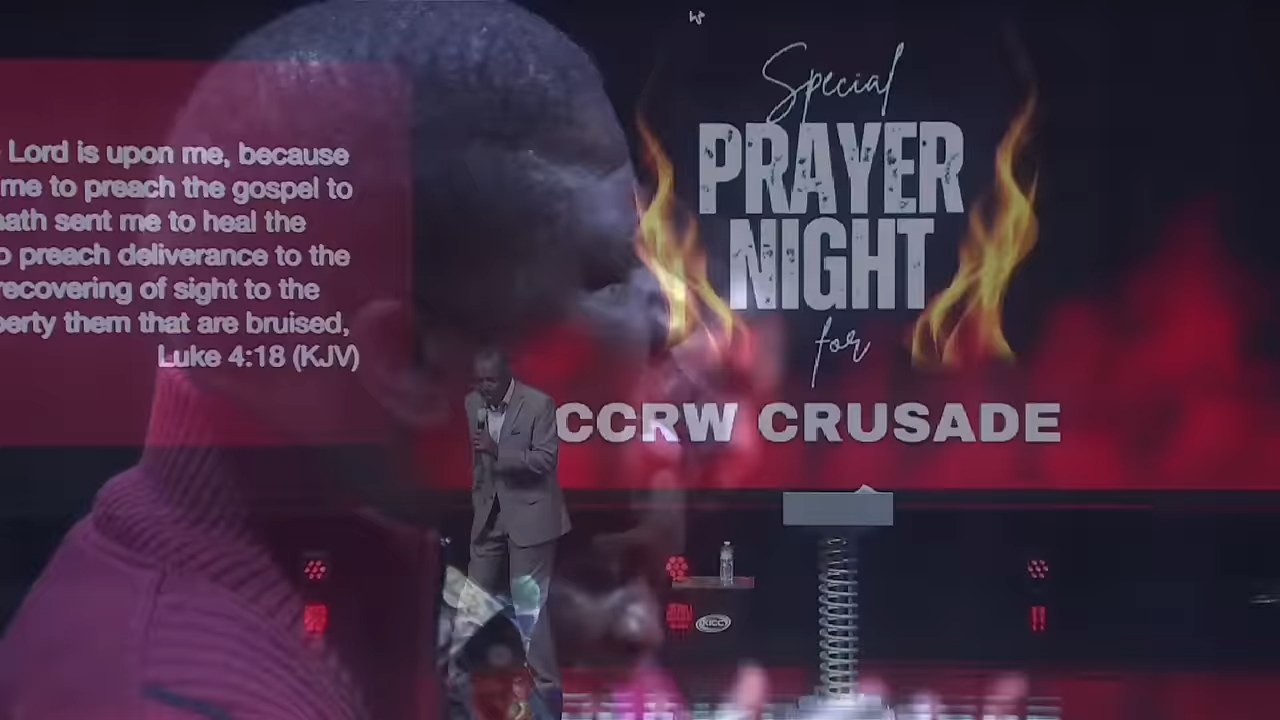 Lord is upon me, because
me to preach the gospel to
sent me to heal the
preach deliverance to the
recovering of sight to the
them that are bruised,
Luke 4:18 (KJV)
Special
PRAYER
NIGHT
for
CCRW CRUSADE
KICC